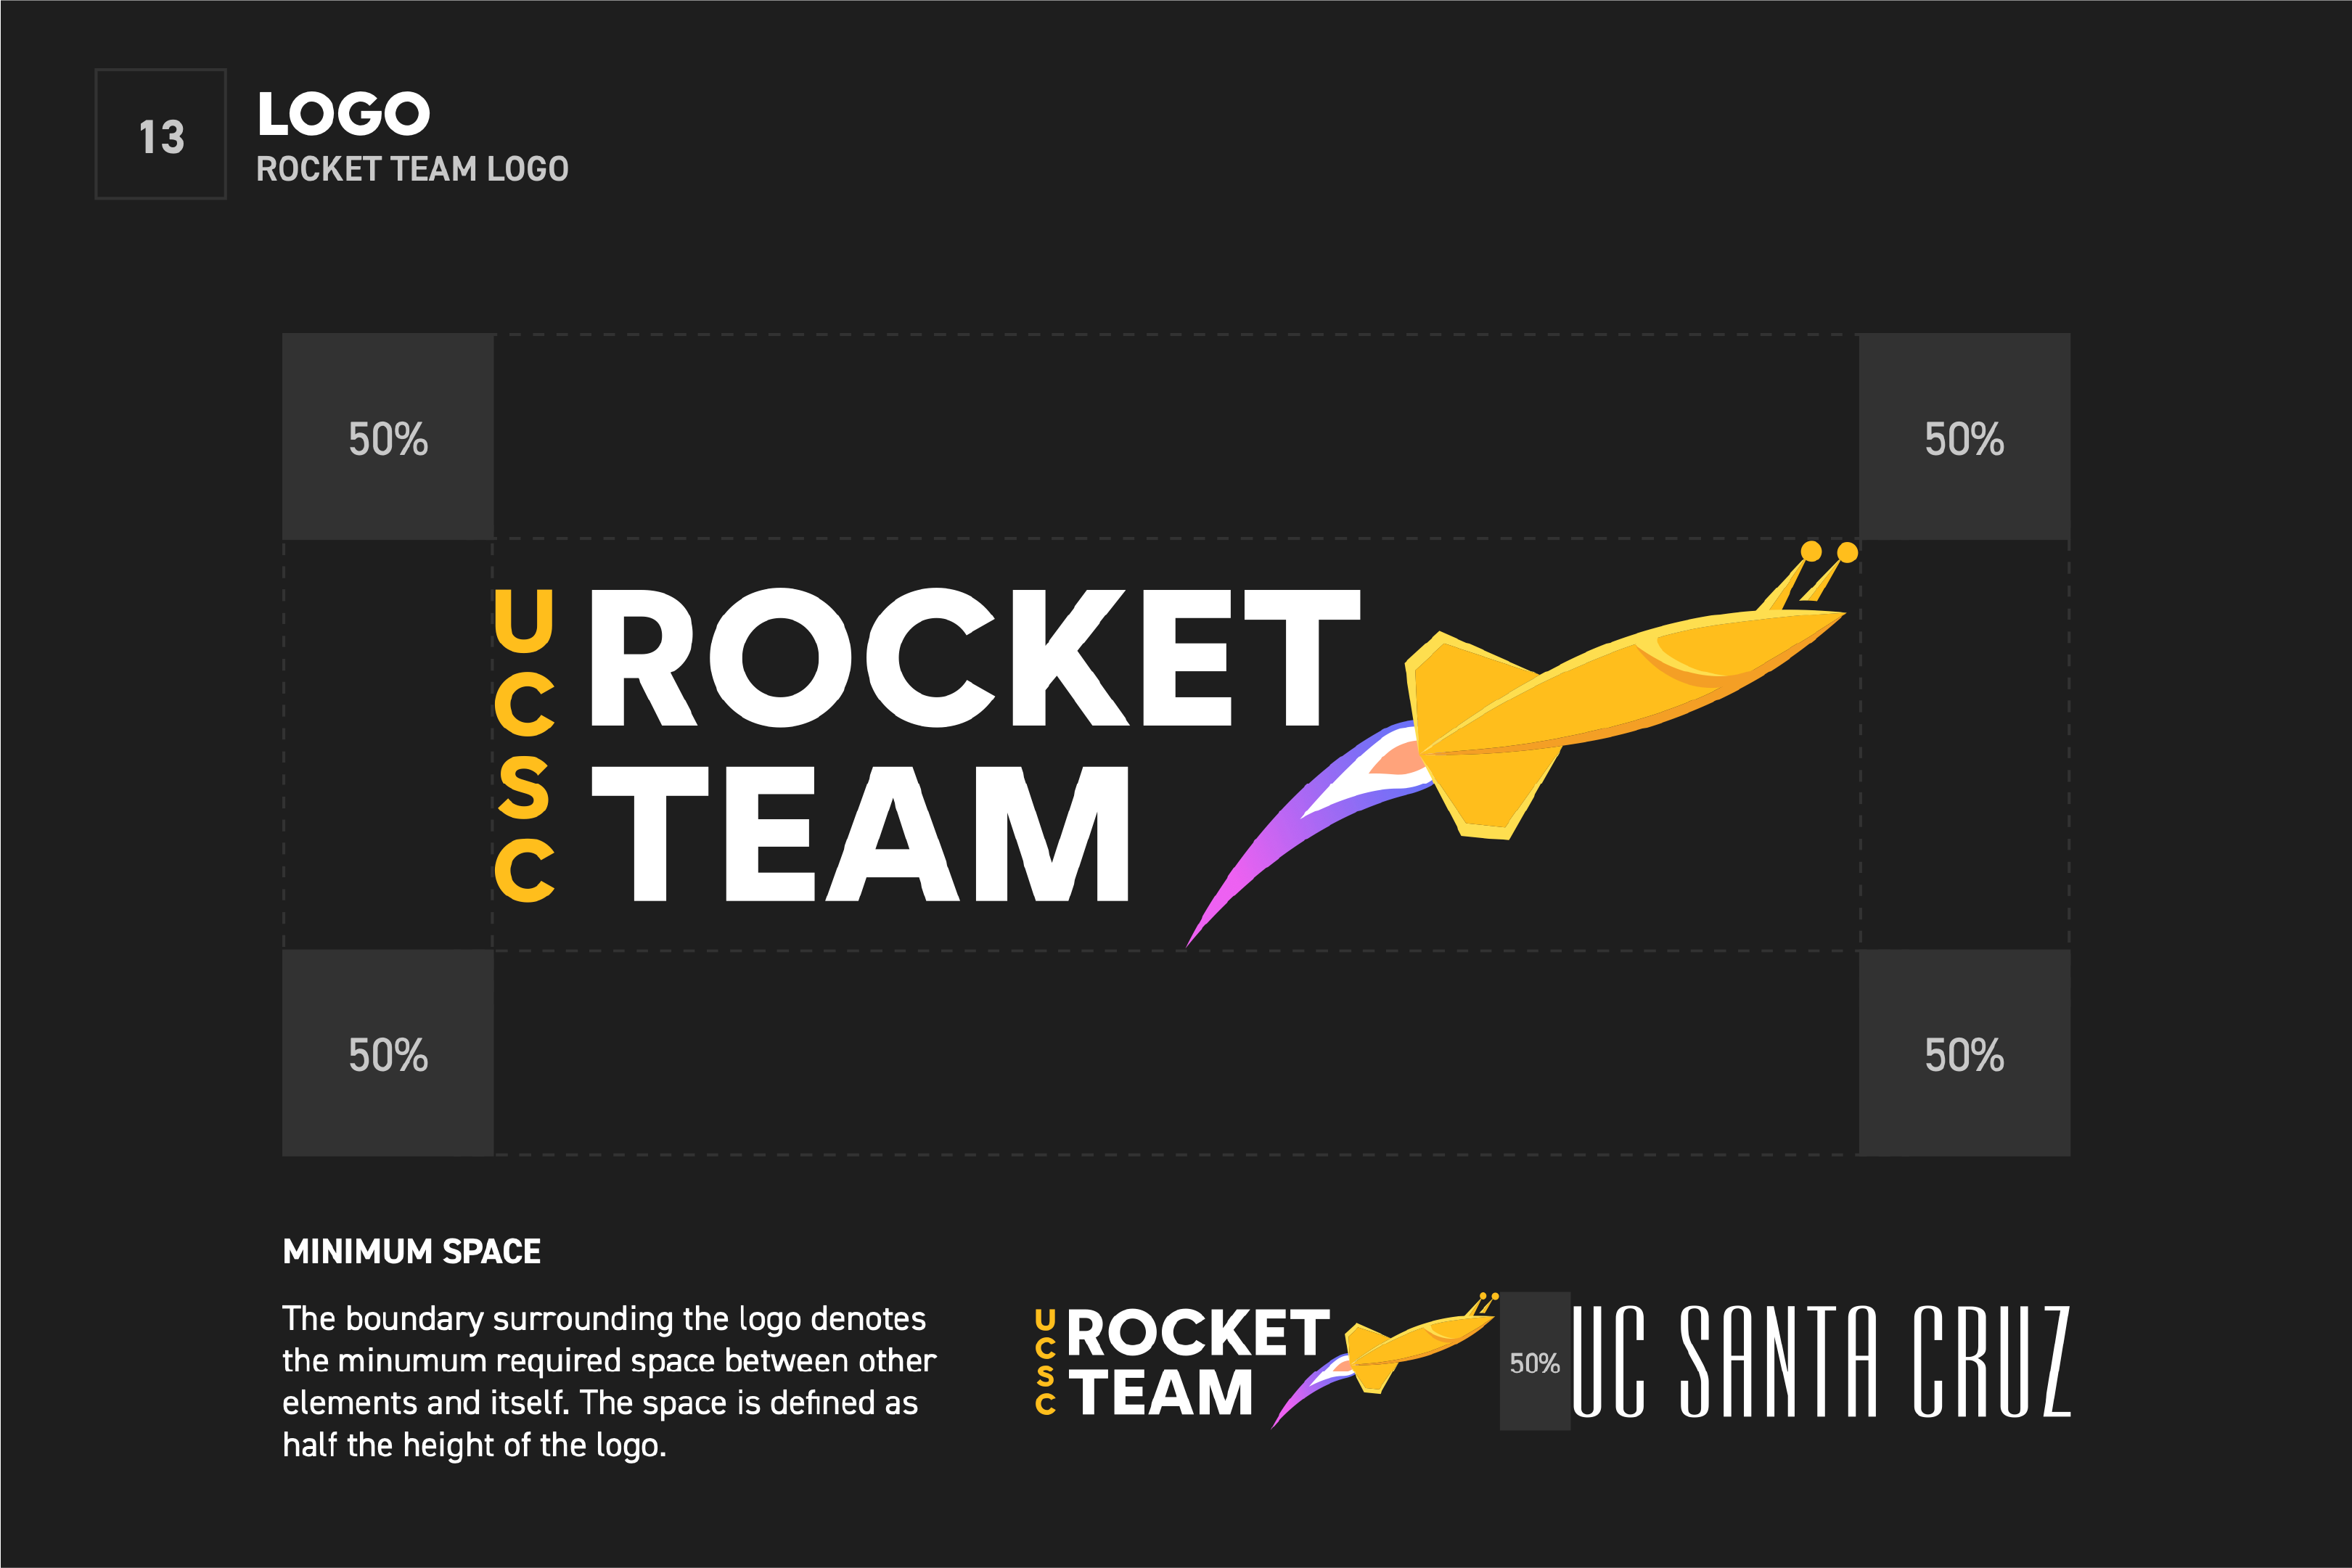 13
LOGO
ROCKET TEAM LOGO
50%
50%
UCSC
ROCKET
TEAM
50%
50%
MINIMUM SPACE
The boundary surrounding the logo denotes
the minumum required space between other
elements and itself. The space is defined as
half the height of the logo.
UCSC
ROCKET
TEAM
50%
UC SANTA CRUZ